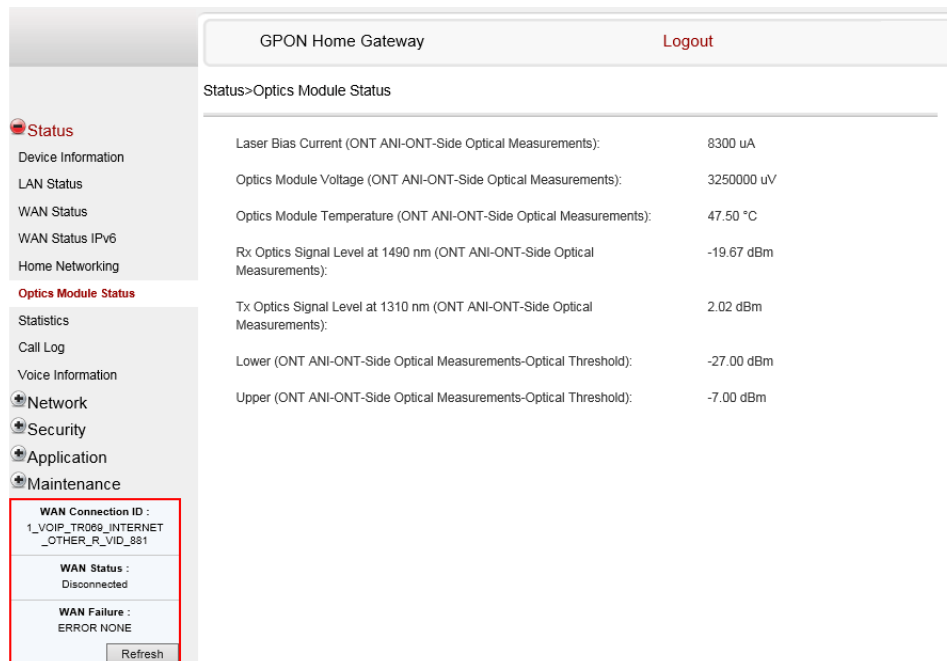 GPON Home Gateway
Logout
Status>Optics Module Status
Status
Device Information
LAN Status
WAN Status
WAN Status IPv6
Home Networking
Optics Module Status
Statistics
Call Log
Voice Information
Network
Security
Application
Maintenance
WAN Connection ID :
1_VOIP_TR069_INTERNET
_OTHER_R_VID_881
WAN Status :
Disconnected
WAN Failure :
ERROR NONE
Refresh
Laser Bias Current (ONT ANI-ONT-Side Optical Measurements): 8300 uA
Optics Module Voltage (ONT ANI-ONT-Side Optical Measurements): 3250000 uV
Optics Module Temperature (ONT ANI-ONT-Side Optical Measurements): 47.50 °C
Rx Optics Signal Level at 1490 nm (ONT ANI-ONT-Side Optical -19.67 dBm
Measurements):
Tx Optics Signal Level at 1310 nm (ONT ANI-ONT-Side Optical 2.02 dBm
Measurements):
Lower (ONT ANI-ONT-Side Optical Measurements-Optical Threshold): -27.00 dBm
Upper (ONT ANI-ONT-Side Optical Measurements-Optical Threshold): -7.00 dBm